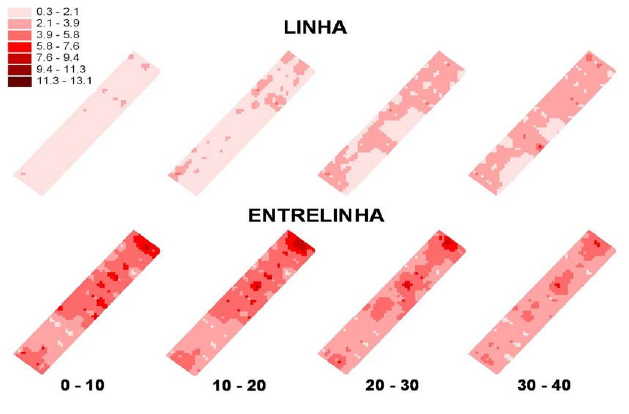 0.3 - 2.1
2.1 - 3.9
3.9 - 5.8
5.8 - 7.6
7.6 - 9.4
9.4 - 11.3
11.3 - 13.1
LINHA
ENTRELINHA
0 - 10 10 - 20 20 - 30 30 - 40